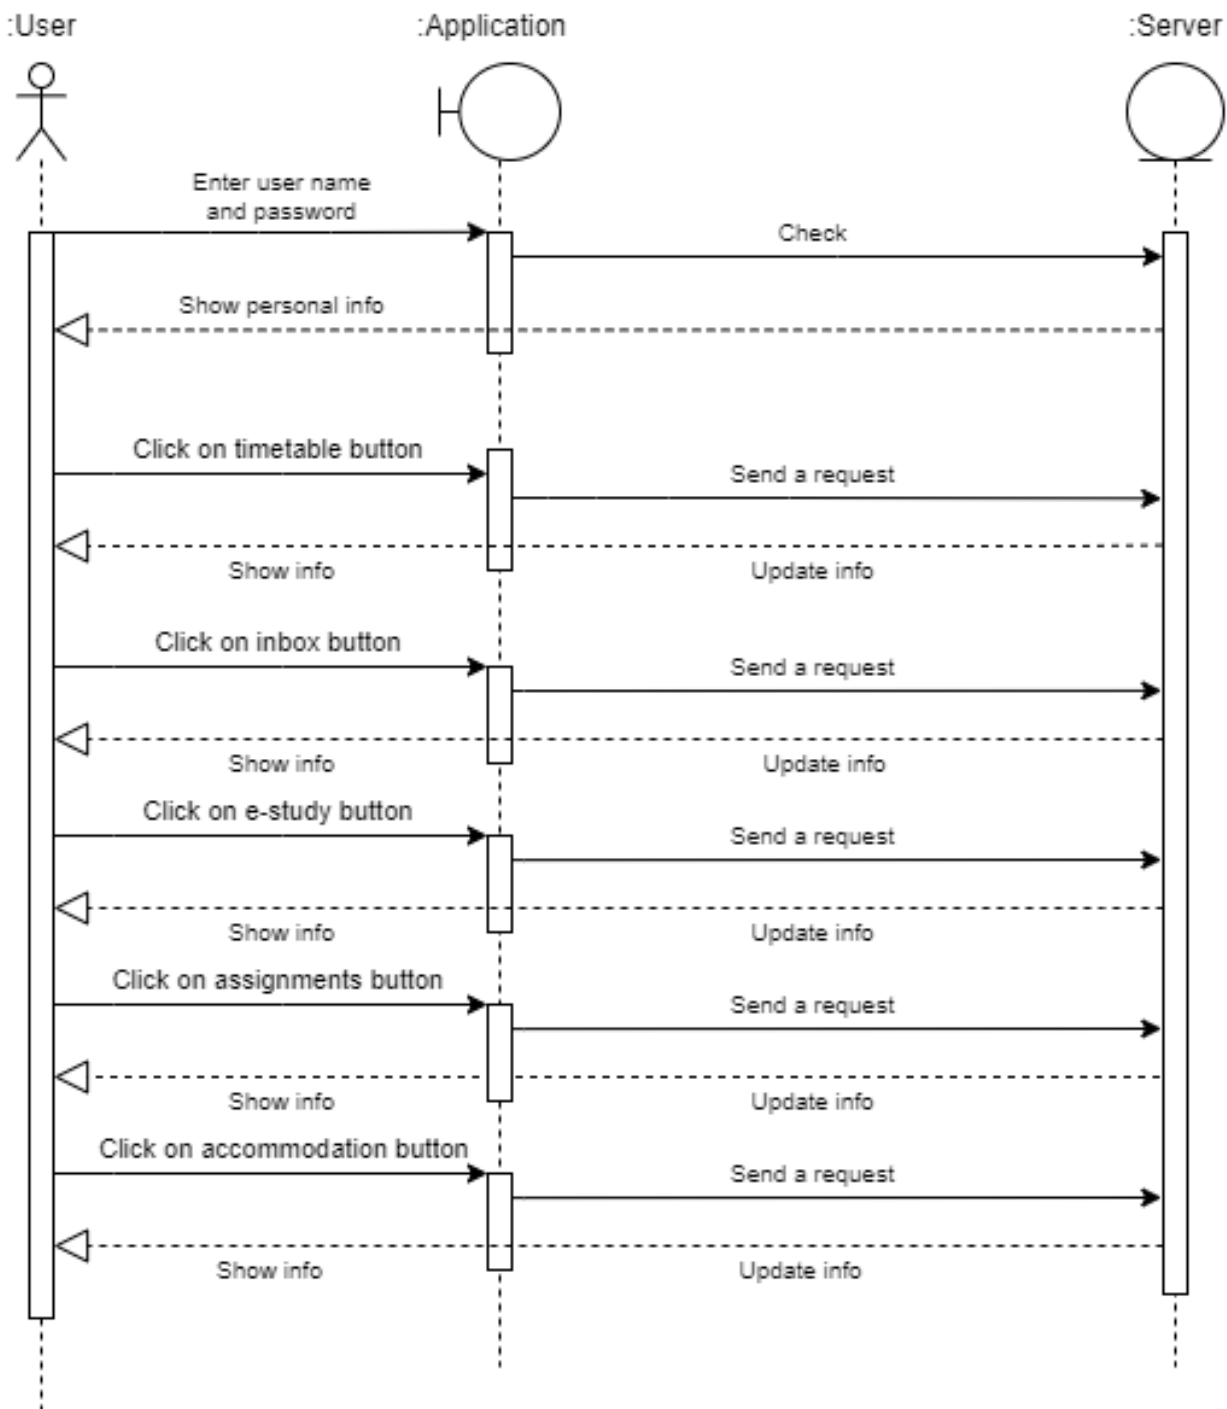 :User
:Application
:Server
Enter user name
and password
Check
Show personal info
Click on timetable button
Send a request
Show info
Update info
Click on inbox button
Send a request
Show info
Update info
Click on e-study button
Send a request
Show info
Update info
Click on assignments button
Send a request
Show info
Update info
Click on accommodation button
Send a request
Show info
Update info